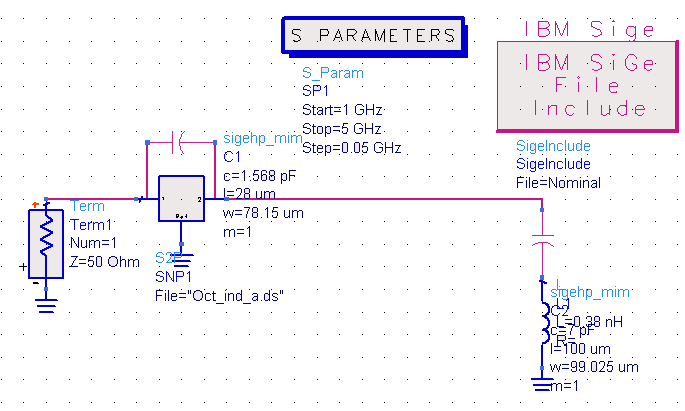 IBM Sige
S PARAMETERS
IBM SiGe
File
Include
S_Param
SP1
Start=1 GHz
Stop=5 GHz
Step=0.05 GHz
SigeInclude
SigeInclude
File=Nominal
sigehp_mim
C1
c=1.568 pF
l=28 um
w=78.15 um
m=1
1
2
Ref
Term
Term1
Num=1
Z=50 Ohm
+
-
S2P
SNP1
File="Oct_ind_a.ds"
sigehp_mim
L
L1
C2
L=0.38 nH
c=7 pF
R=
l=100 um
w=99.025 um
m=1